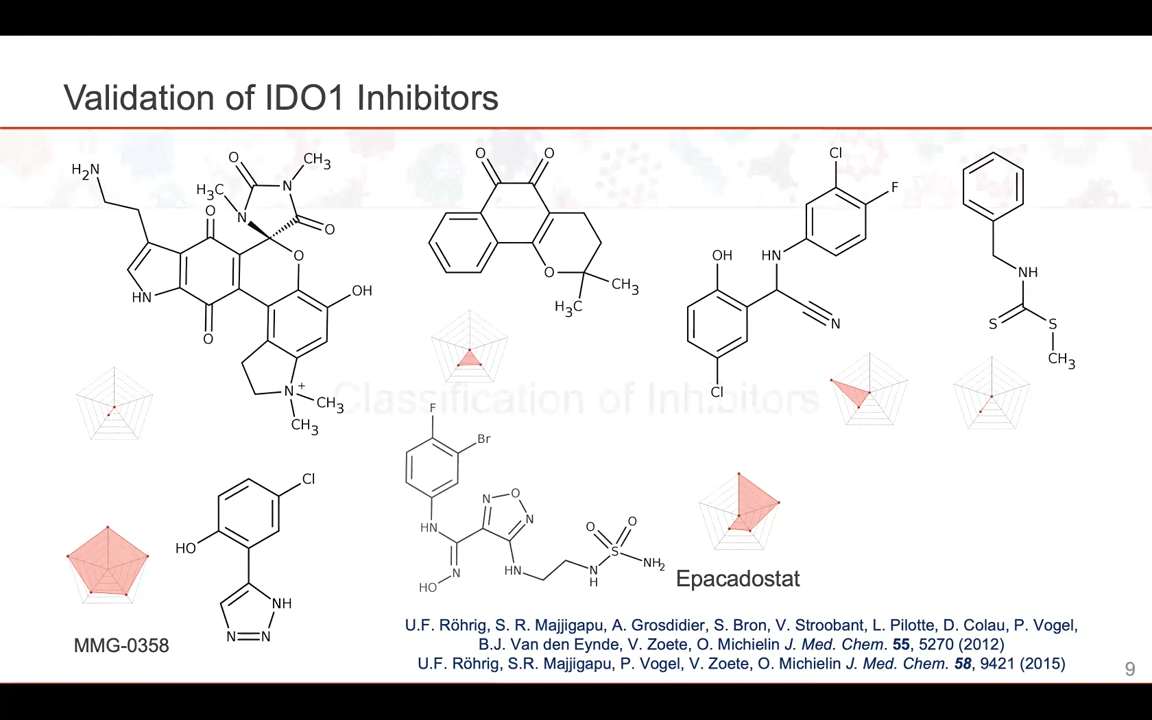 Validation of IDO1 Inhibitors
H₂N
O
CH₃
H₃C
N
N
O
O
O
HN
O
OH
N⁺
CH₃
CH₃
O
O
O
CH₃
H₃C
Cl
F
OH
HN
N
Cl
NH
S
S
CH₃
Classification of Inhibitors
Cl
HO
NH
N
N
MMG-0358
F
Br
HN
N
O
N
HO
N
HN
N
H
O
O
S
NH₂
Epacadostat
U.F. Röhrig, S. R. Majjigapu, A. Grosdidier, S. Bron, V. Stroobant, L. Pilotte, D. Colau, P. Vogel,
B.J. Van den Eynde, V. Zoete, O. Michielin J. Med. Chem. 55, 5270 (2012)
U.F. Röhrig, S.R. Majjigapu, P. Vogel, V. Zoete, O. Michielin J. Med. Chem. 58, 9421 (2015)
9